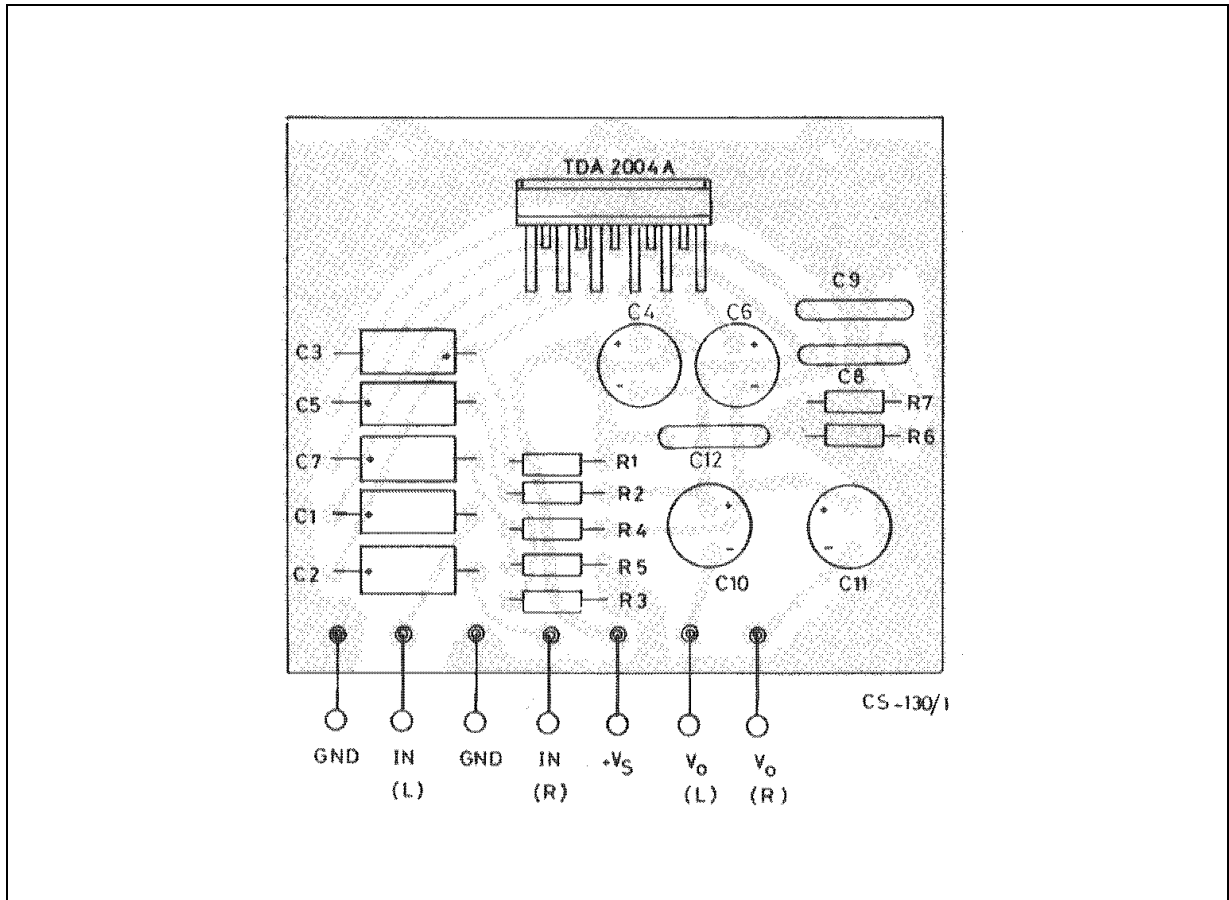 TDA 2004A
C9
C4 C6
C3
C8
C5 R7
R6
C7 R1 C12
R2
C1 R4
C2 R5 C10 C11
R3
CS-130/1
GND IN GND IN +VS Vo Vo
(L) (R) (L) (R)